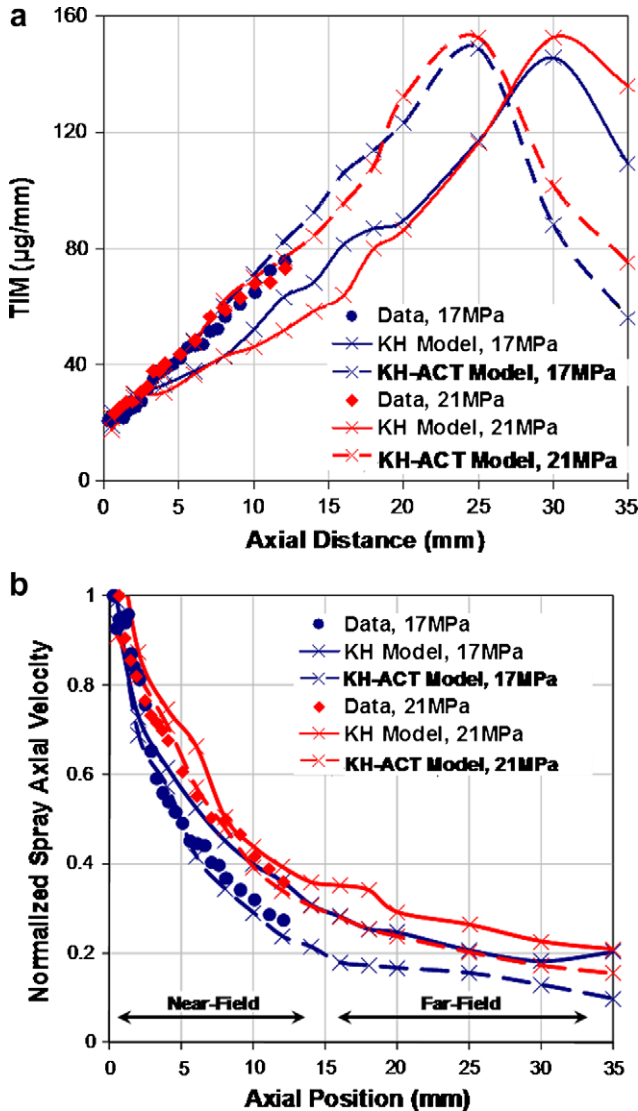 a
160
120
80
40
0
TIM (µg/mm)
Data, 17MPa
KH Model, 17MPa
KH-ACT Model, 17MPa
Data, 21MPa
KH Model, 21MPa
KH-ACT Model, 21MPa
0 5 10 15 20 25 30 35
Axial Distance (mm)
b
1
0.8
0.6
0.4
0.2
0
Normalized Spray Axial Velocity
Data, 17MPa
KH Model, 17MPa
KH-ACT Model, 17MPa
Data, 21MPa
KH Model, 21MPa
KH-ACT Model, 21MPa
Near-Field Far-Field
0 5 10 15 20 25 30 35
Axial Position (mm)